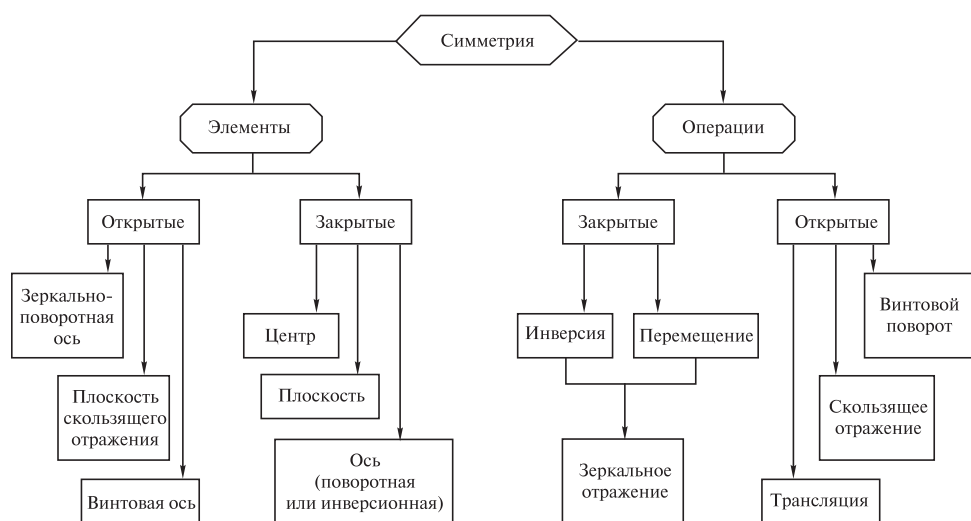 Симметрия
Элементы
Операции
Открытые
Закрытые
Закрытые
Открытые
Зеркально-
поворотная
ось
Центр
Инверсия
Перемещение
Винтовой
поворот
Плоскость
скользящего
отражения
Плоскость
Скользящее
отражение
Винтовая ось
Ось
(поворотная
или инверсионная)
Зеркальное
отражение
Трансляция